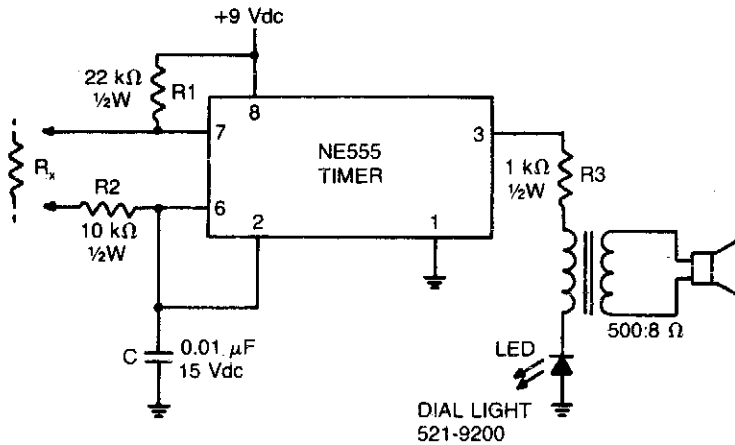 +9 Vdc
22 kΩ
½W
R1
8
7
3
NE555
TIMER
1 kΩ
½W
R3
Rx
R2
10 kΩ
½W
6
2
1
C
0.01 µF
15 Vdc
500:8 Ω
LED
DIAL LIGHT
521-9200